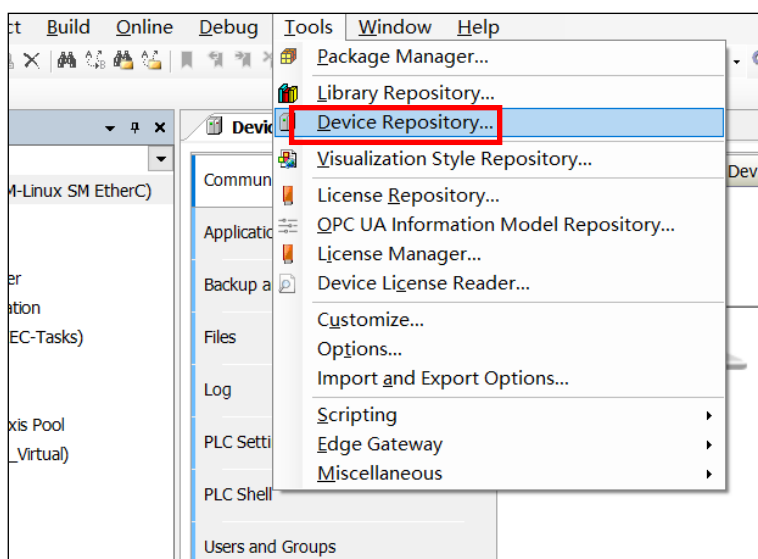 ct Build Online Debug Tools Window Help
Package Manager...
Library Repository...
Device Repository...
Visualization Style Repository...
License Repository...
OPC UA Information Model Repository...
License Manager...
Device License Reader...
Customize...
Options...
Import and Export Options...
Scripting
Edge Gateway
Miscellaneous
M-Linux SM EtherC)
er
ation
EC-Tasks)
xis Pool
_Virtual)
Devic
Commun
Applicatio
Backup a
Files
Log
PLC Setti
PLC Shell
Users and Groups
Dev